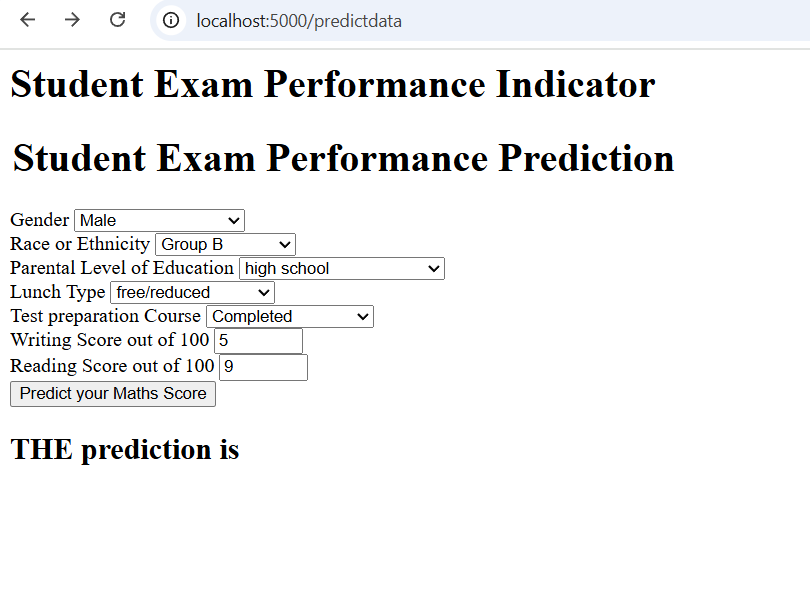 localhost:5000/predictdata
Student Exam Performance Indicator
Student Exam Performance Prediction
Gender Male
Race or Ethnicity Group B
Parental Level of Education high school
Lunch Type free/reduced
Test preparation Course Completed
Writing Score out of 100 5
Reading Score out of 100 9
Predict your Maths Score
THE prediction is